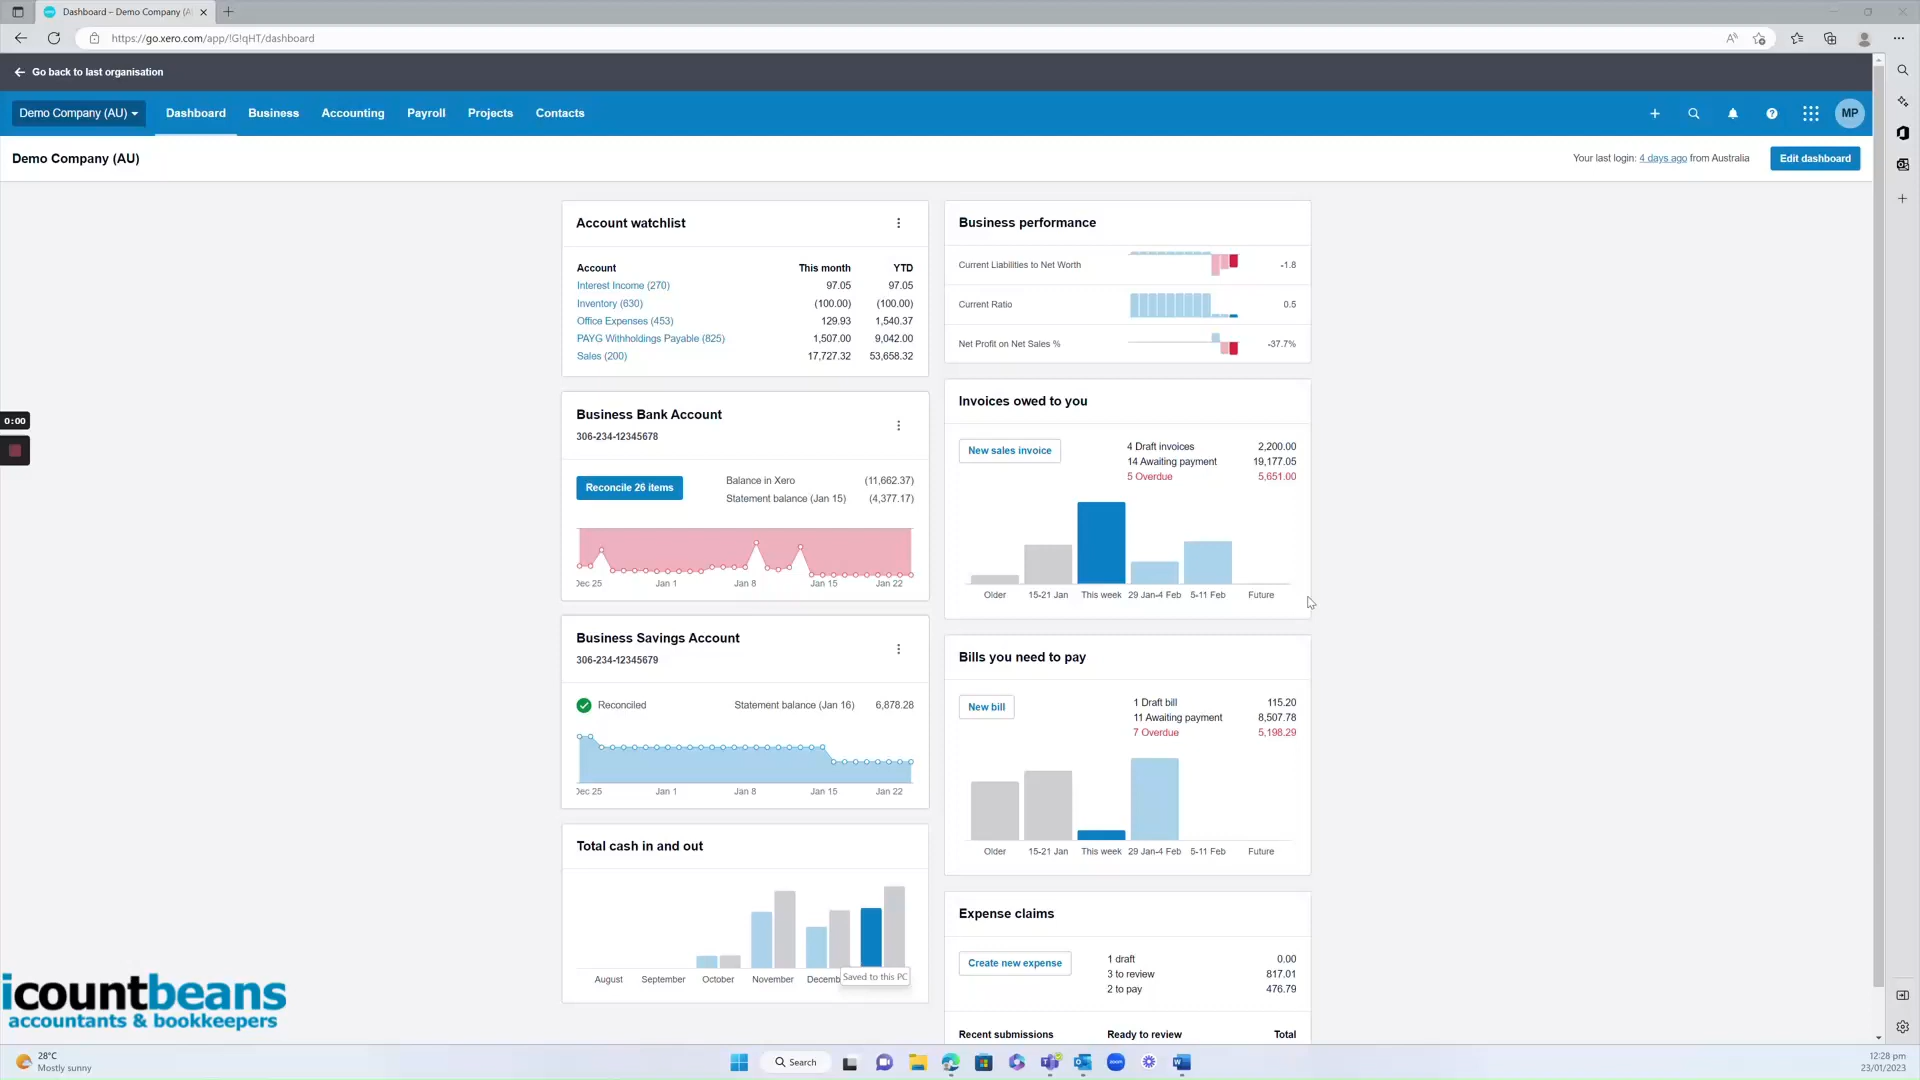 Dashboard – Demo Company (A
https://go.xero.com/app/!G!qHT/dashboard
Go back to last organisation
Demo Company (AU)
Dashboard
Business
Accounting
Payroll
Projects
Contacts
MP
Demo Company (AU)
Your last login: 4 days ago from Australia
Edit dashboard
Account watchlist
Account This month YTD
Interest Income (270) 97.05 97.05
Inventory (630) (100.00) (100.00)
Office Expenses (453) 129.93 1,540.37
PAYG Withholdings Payable (825) 1,507.00 9,042.00
Sales (200) 17,727.32 53,658.32
Business Bank Account
306-234-12345678
Reconcile 26 items
Balance in Xero (11,662.37)
Statement balance (Jan 15) (4,377.17)
Dec 25 Jan 1 Jan 8 Jan 15 Jan 22
Business Savings Account
306-234-12345679
Reconciled
Statement balance (Jan 16) 6,878.28
Dec 25 Jan 1 Jan 8 Jan 15 Jan 22
Total cash in and out
August September October November Decemb
Saved to this PC
Business performance
Current Liabilities to Net Worth -1.8
Current Ratio 0.5
Net Profit on Net Sales % -37.7%
Invoices owed to you
New sales invoice
4 Draft invoices 2,200.00
14 Awaiting payment 19,177.05
5 Overdue 5,651.00
Older 15-21 Jan This week 29 Jan-4 Feb 5-11 Feb Future
Bills you need to pay
New bill
1 Draft bill 115.20
11 Awaiting payment 8,507.78
7 Overdue 5,198.29
Older 15-21 Jan This week 29 Jan-4 Feb 5-11 Feb Future
Expense claims
Create new expense
1 draft 0.00
3 to review 817.01
2 to pay 476.79
Recent submissions Ready to review Total
0:00
icountbeans
accountants & bookkeepers
28°C
Mostly sunny
Search
12:28 pm
23/01/2023